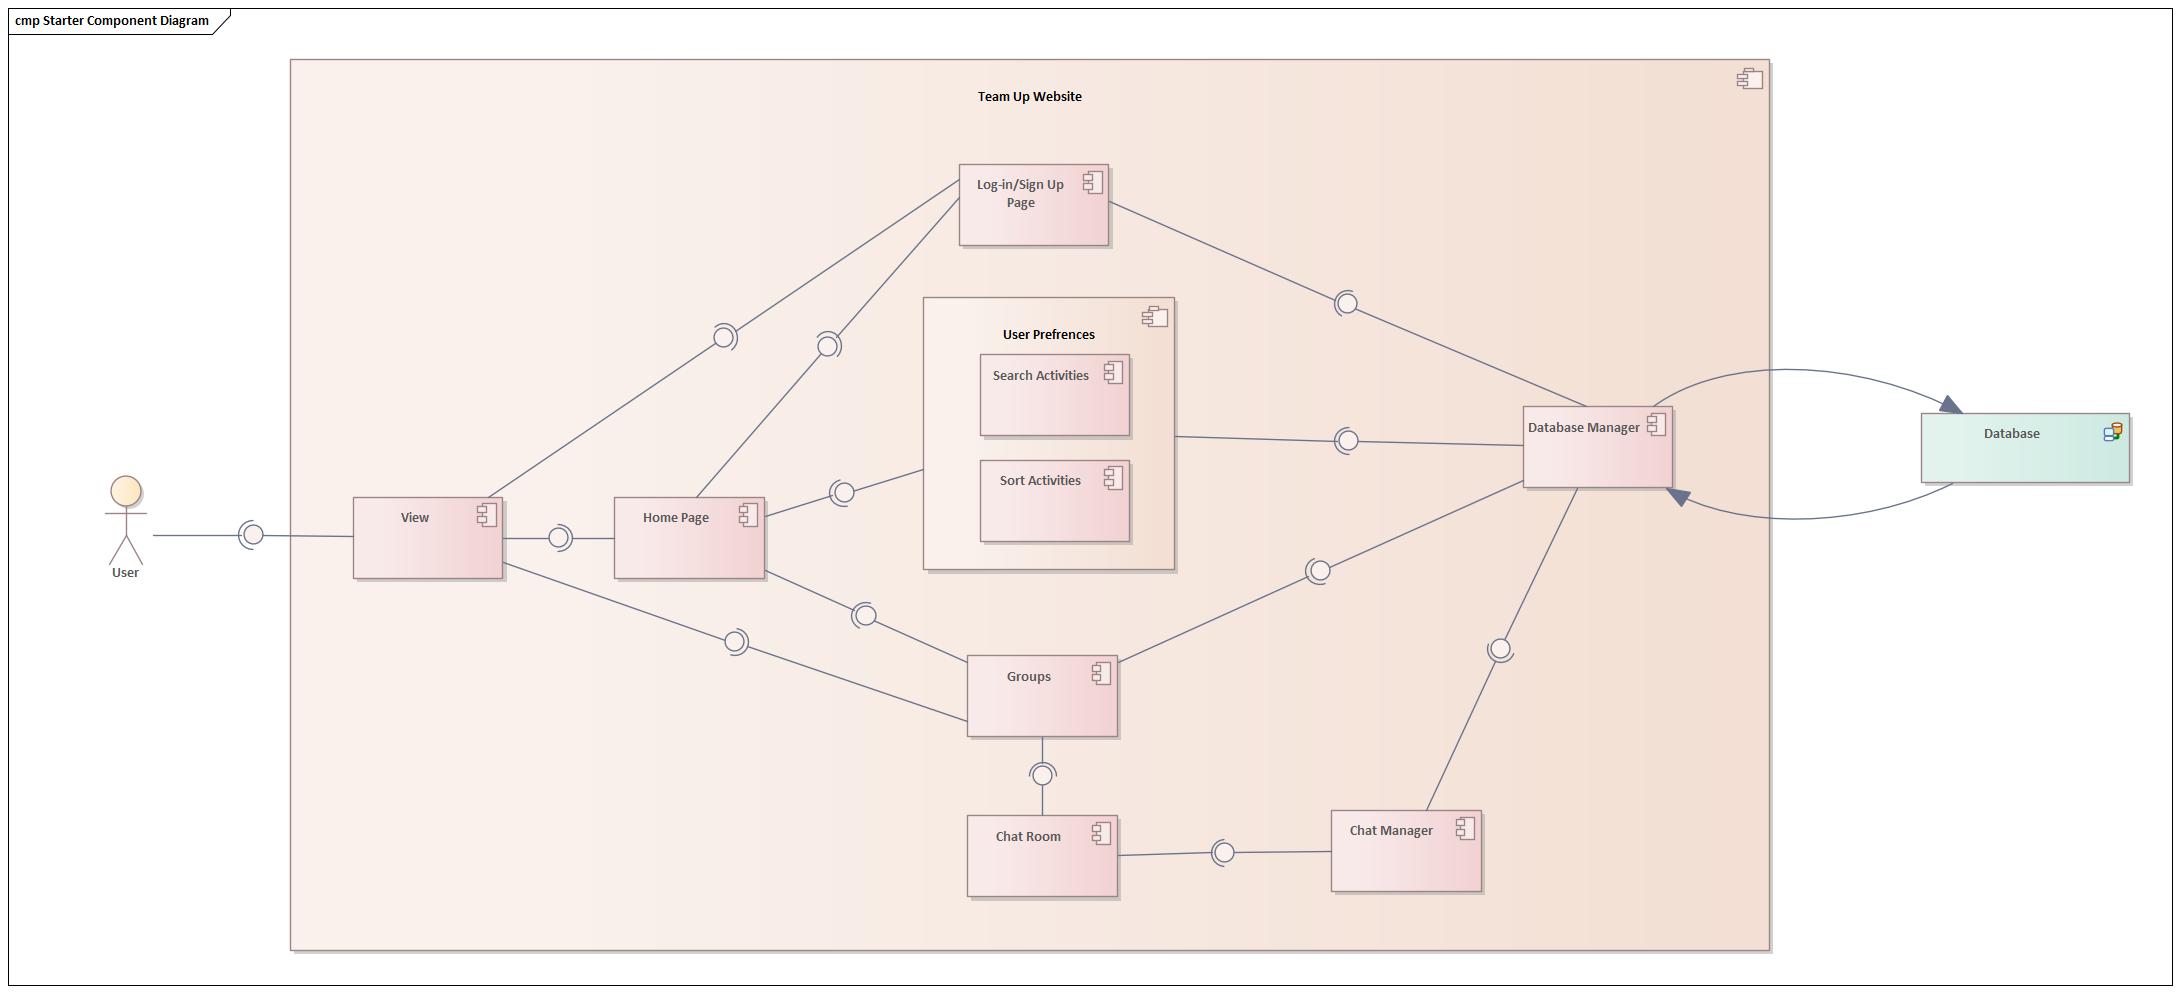 cmp Starter Component Diagram
Team Up Website
Log-in/Sign Up
Page
User Prefrences
Search Activities
Sort Activities
Database Manager
Database
View
Home Page
User
Groups
Chat Room
Chat Manager